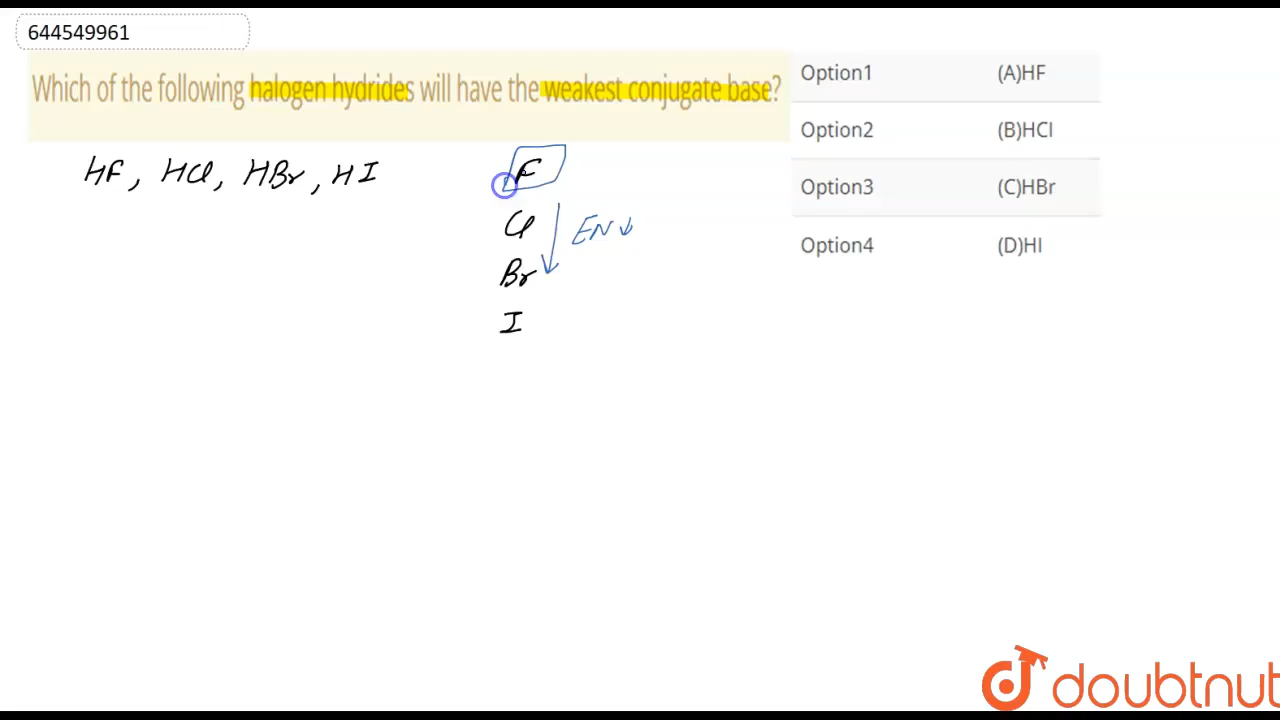 644549961
Which of the following halogen hydrides will have the weakest conjugate base?
Option1 (A)HF
Option2 (B)HCl
Option3 (C)HBr
Option4 (D)HI
HF, HCl, HBr, HI
F
Cl
Br
I
EN↓
doubtnut